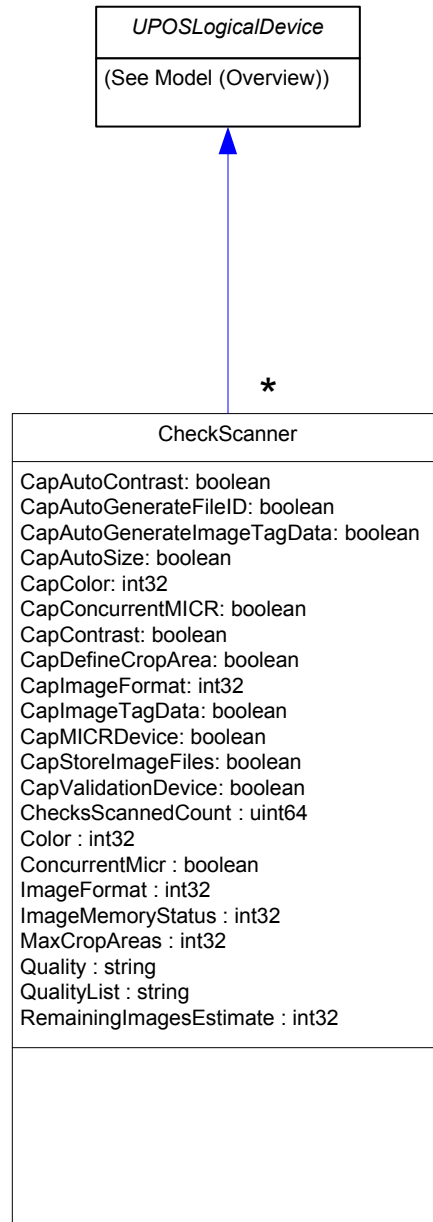 UPOSLogicalDevice
(See Model (Overview))
*
CheckScanner
CapAutoContrast: boolean
CapAutoGenerateFileID: boolean
CapAutoGenerateImageTagData: boolean
CapAutoSize: boolean
CapColor: int32
CapConcurrentMICR: boolean
CapContrast: boolean
CapDefineCropArea: boolean
CapImageFormat: int32
CapImageTagData: boolean
CapMICRDevice: boolean
CapStoreImageFiles: boolean
CapValidationDevice: boolean
ChecksScannedCount : uint64
Color : int32
ConcurrentMicr : boolean
ImageFormat : int32
ImageMemoryStatus : int32
MaxCropAreas : int32
Quality : string
QualityList : string
RemainingImagesEstimate : int32